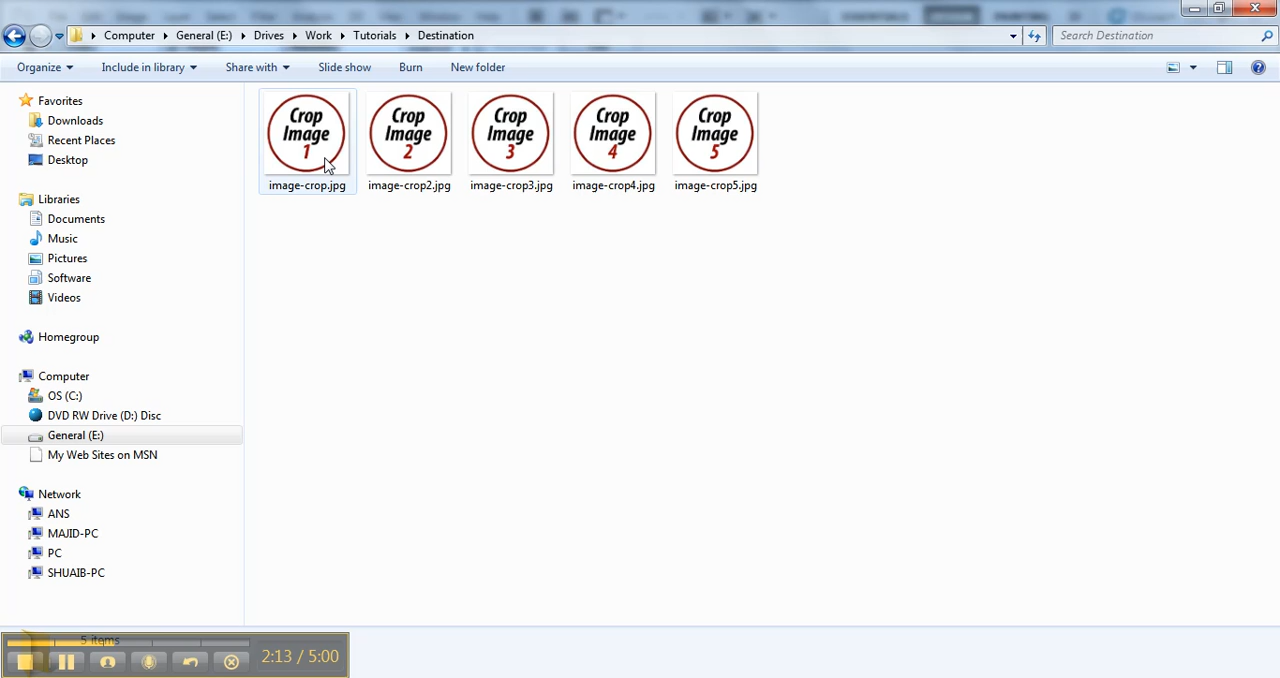 Computer General (E:) Drives Work Tutorials Destination Search Destination
Organize Include in library Share with Slide show Burn New folder
Favorites
Downloads
Recent Places
Desktop
Libraries
Documents
Music
Pictures
Software
Videos
Homegroup
Computer
OS (C:)
DVD RW Drive (D:) Disc
General (E:)
My Web Sites on MSN
Network
ANS
MAJID-PC
PC
SHUAIB-PC
Crop
Image
1
image-crop.jpg
Crop
Image
2
image-crop2.jpg
Crop
Image
3
image-crop3.jpg
Crop
Image
4
image-crop4.jpg
Crop
Image
5
image-crop5.jpg
5 items
2:13 / 5:00